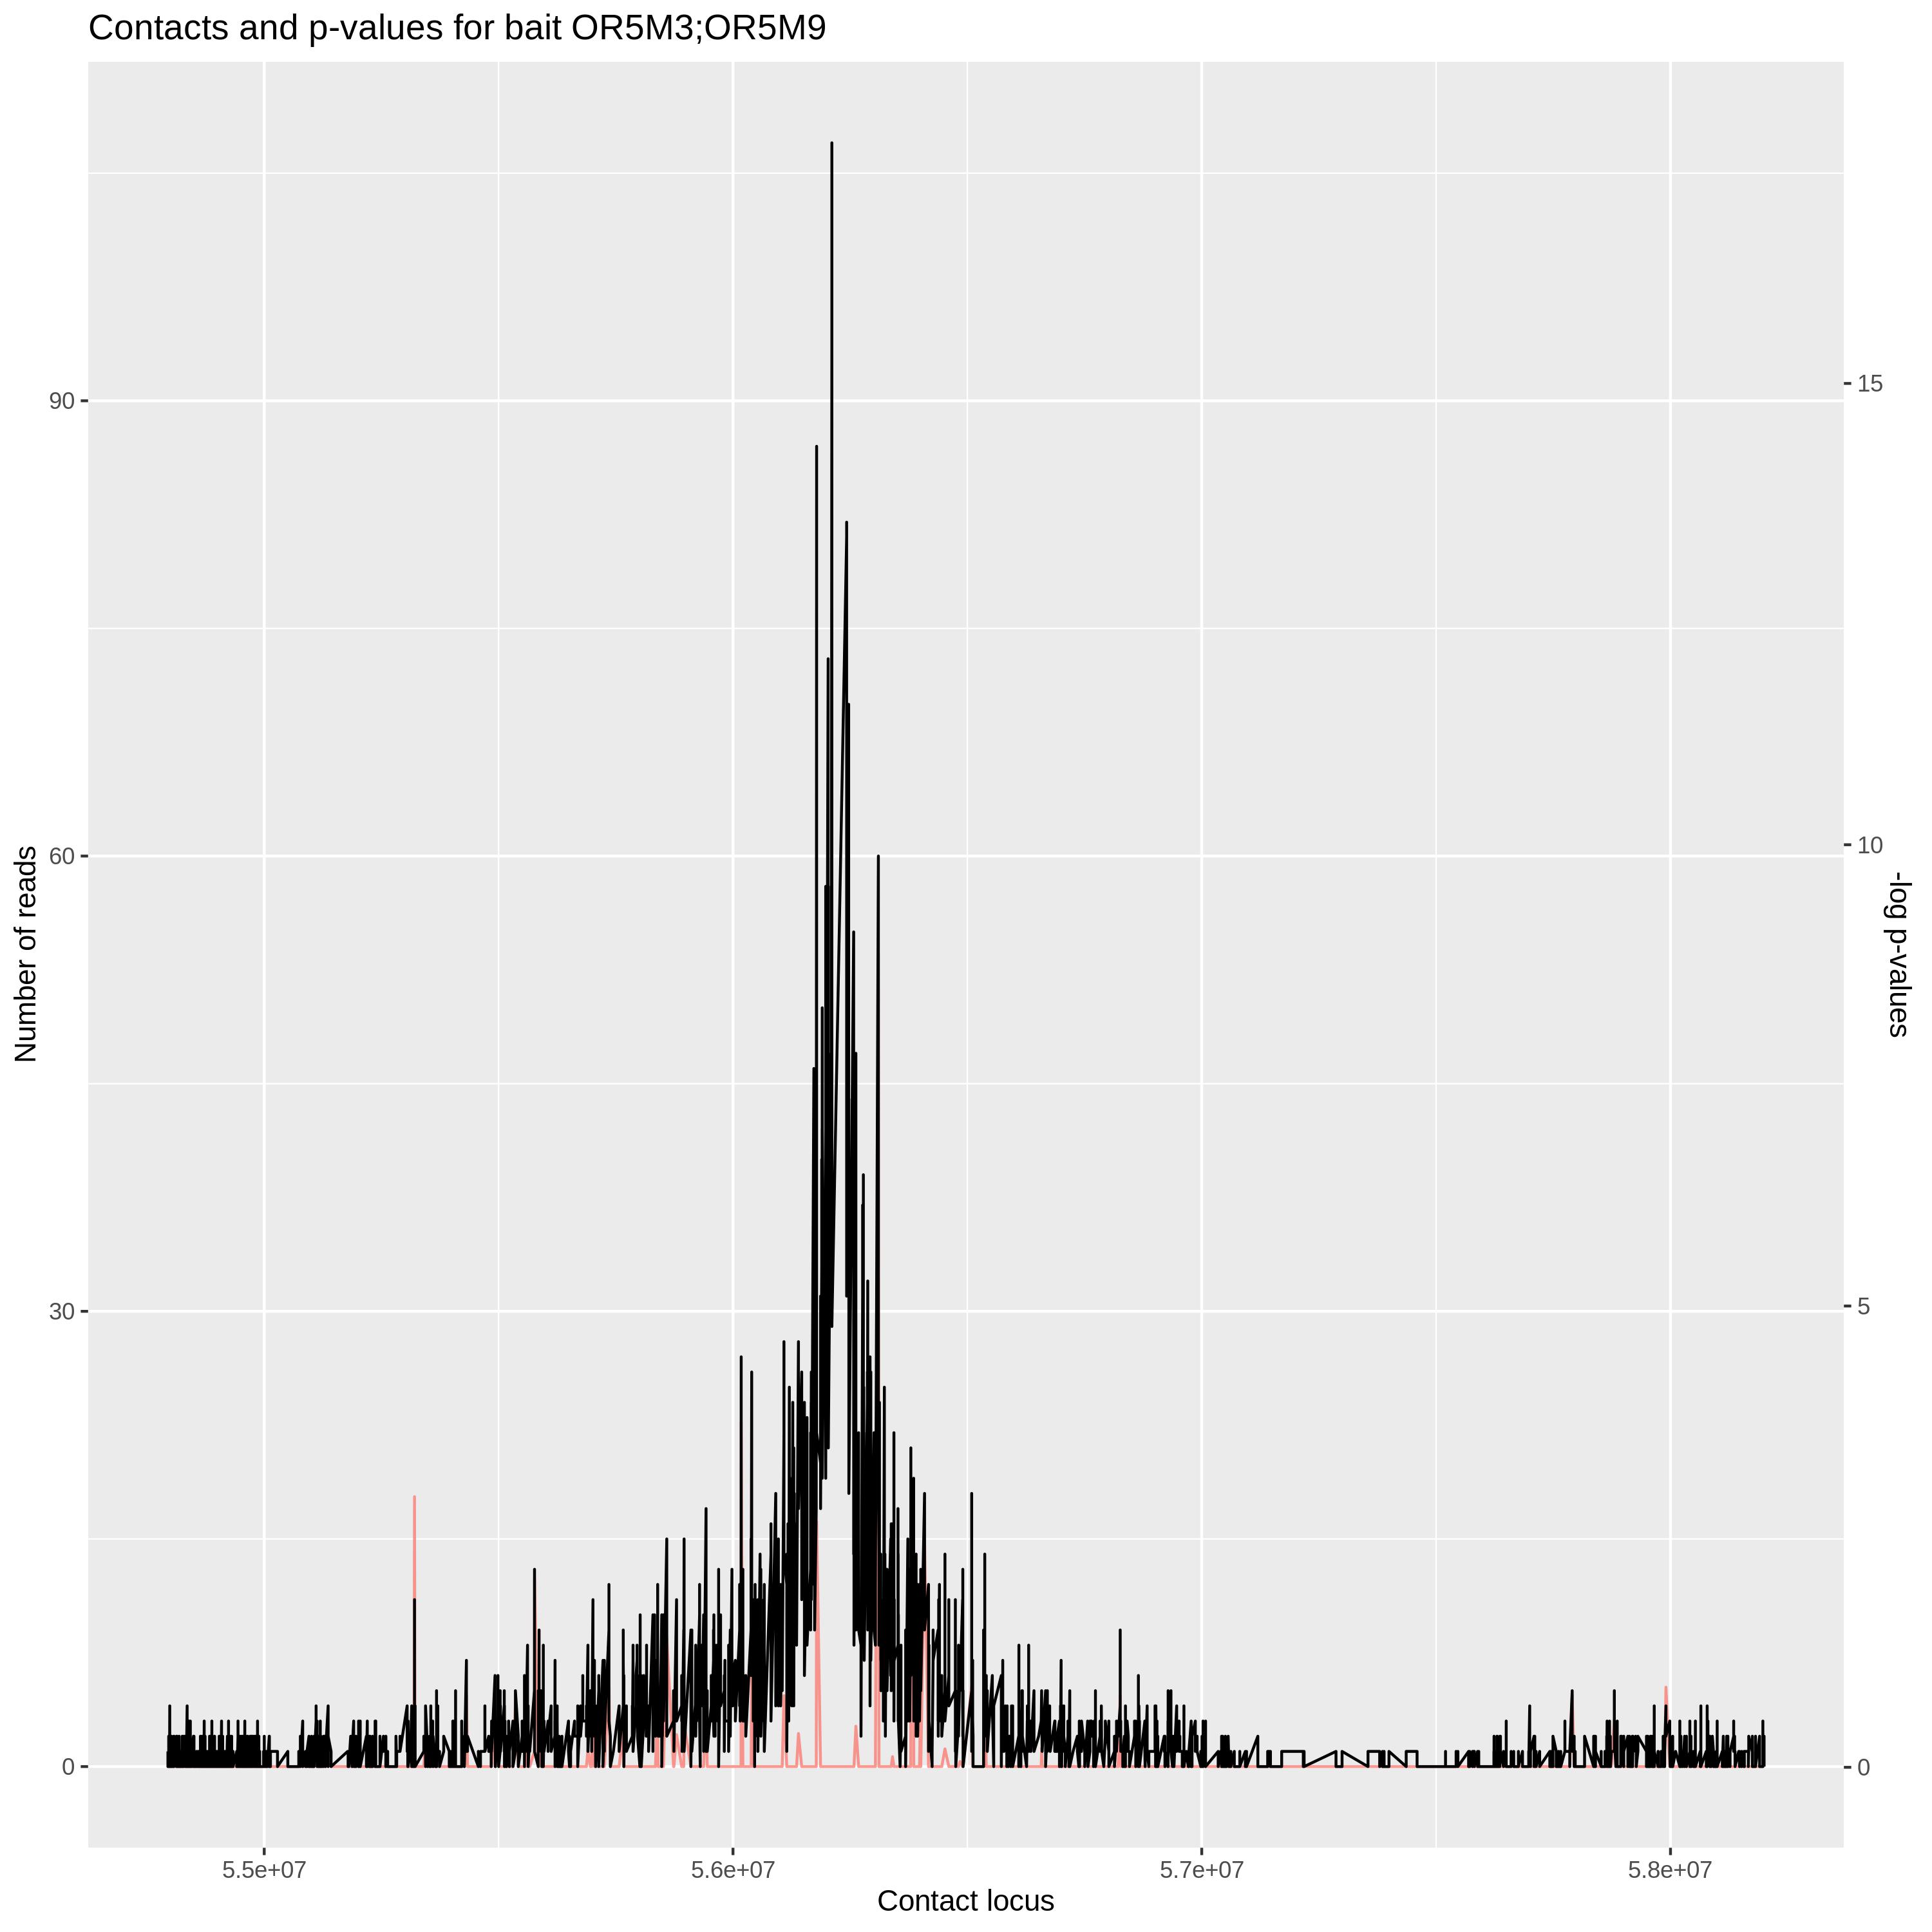 Contacts and p-values for bait OR5M3;OR5M9
Number of reads
90
60
30
0
15
10
5
0
-log p-values
5.5e+07
5.6e+07
5.7e+07
5.8e+07
Contact locus